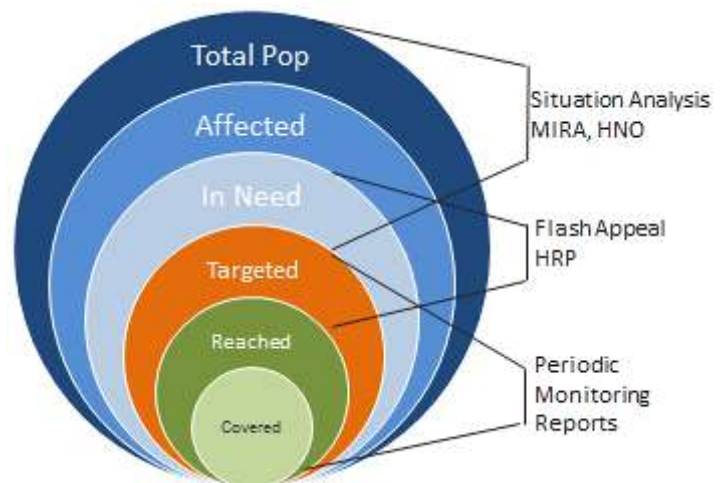 Total Pop
Affected
In Need
Targeted
Reached
Covered
Situation Analysis
MIRA, HNO
Flash Appeal
HRP
Periodic
Monitoring
Reports